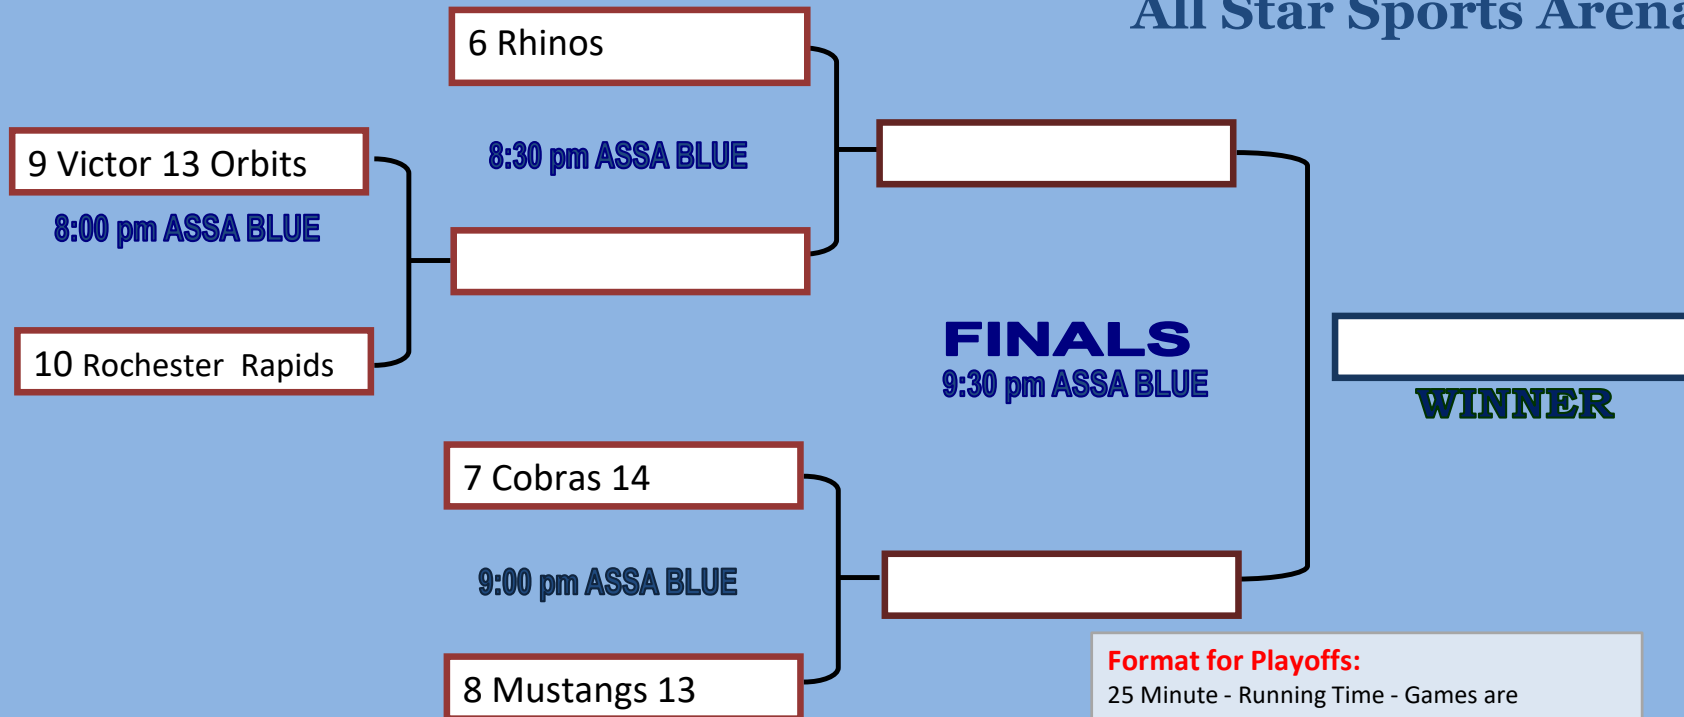 All Star Sports Arena
6 Rhinos
8:30 pm ASSA BLUE
9 Victor 13 Orbits
8:00 pm ASSA BLUE
10 Rochester  Rapids
FINALS
9:30 pm ASSA BLUE
WINNER
7 Cobras 14
9:00 pm ASSA BLUE
8 Mustangs 13
Format for Playoffs:
25 Minute - Running Time - Games are